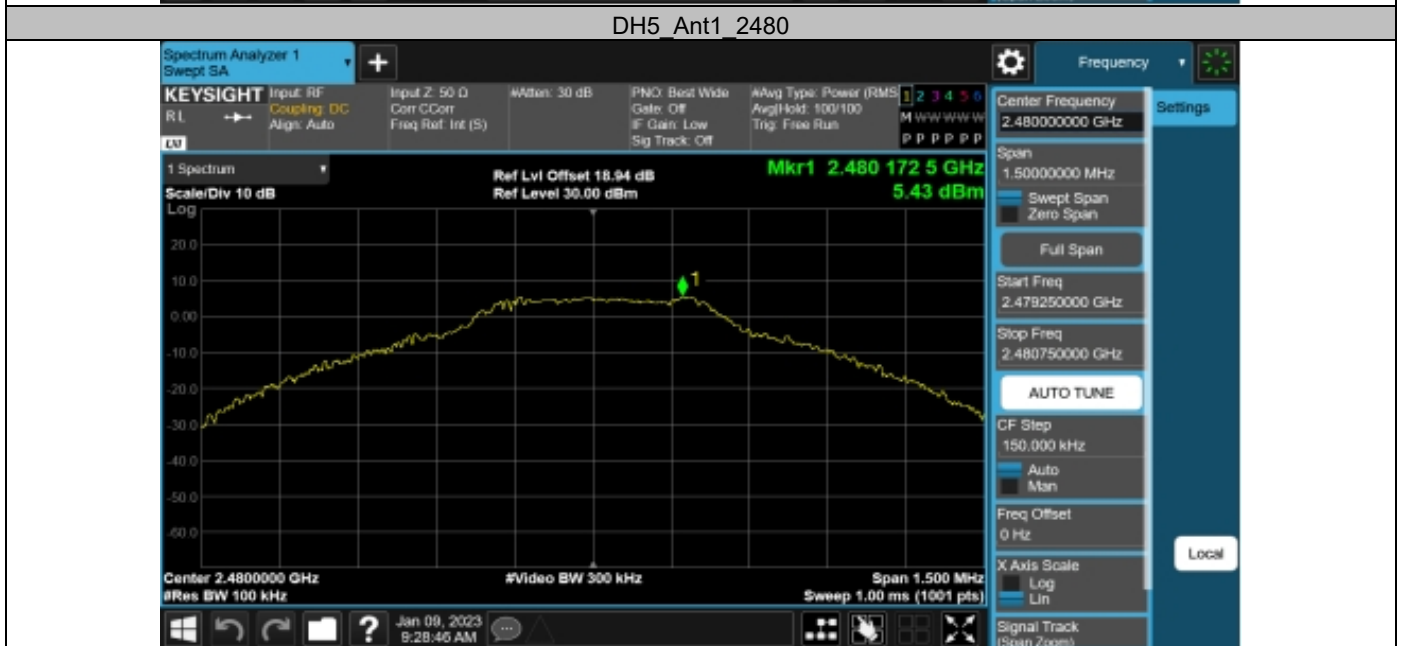 DH5_Ant1_2480
Spectrum Analyzer 1
Swept SA
+
Frequency
KEYSIGHT
RL
LXI
Input: RF
Coupling: DC
Align: Auto
Input Z: 50 Ω
Corr CCorr
Freq Ref: Int (S)
#Atten: 30 dB
PNO: Best Wide
Gate: Off
IF Gain: Low
Sig Track: Off
#Avg Type: Power (RMS
Avg|Hold: 100/100
Trig: Free Run
1 2 3 4 5 6
M W W W W W
P P P P P P
1 Spectrum
Scale/Div 10 dB
Log
Ref Lvl Offset 18.94 dB
Ref Level 30.00 dBm
Mkr1 2.480 172 5 GHz
5.43 dBm
20.0
10.0
0.00
-10.0
-20.0
-30.0
-40.0
-50.0
-60.0
1
Center 2.4800000 GHz
#Res BW 100 kHz
#Video BW 300 kHz
Span 1.500 MHz
Sweep 1.00 ms (1001 pts)
Center Frequency
2.480000000 GHz
Settings
Span
1.50000000 MHz
Swept Span
Zero Span
Full Span
Start Freq
2.479250000 GHz
Stop Freq
2.480750000 GHz
AUTO TUNE
CF Step
150.000 kHz
Auto
Man
Freq Offset
0 Hz
Local
X Axis Scale
Log
Lin
Signal Track
(Span Zoom)
?
Jan 09, 2023
9:28:46 AM